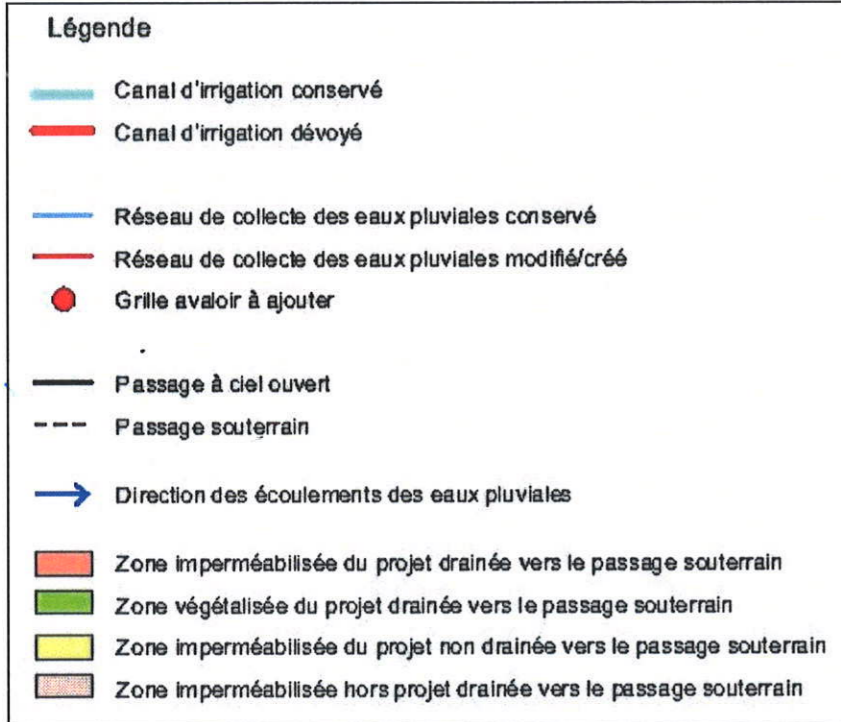 Légende
Canal d'irrigation conservé
Canal d'irrigation dévoyé
Réseau de collecte des eaux pluviales conservé
Réseau de collecte des eaux pluviales modifié/créé
Grille avaloir à ajouter
Passage à ciel ouvert
Passage souterrain
Direction des écoulements des eaux pluviales
Zone imperméabilisée du projet drainée vers le passage souterrain
Zone végétalisée du projet drainée vers le passage souterrain
Zone imperméabilisée du projet non drainée vers le passage souterrain
Zone imperméabilisée hors projet drainée vers le passage souterrain